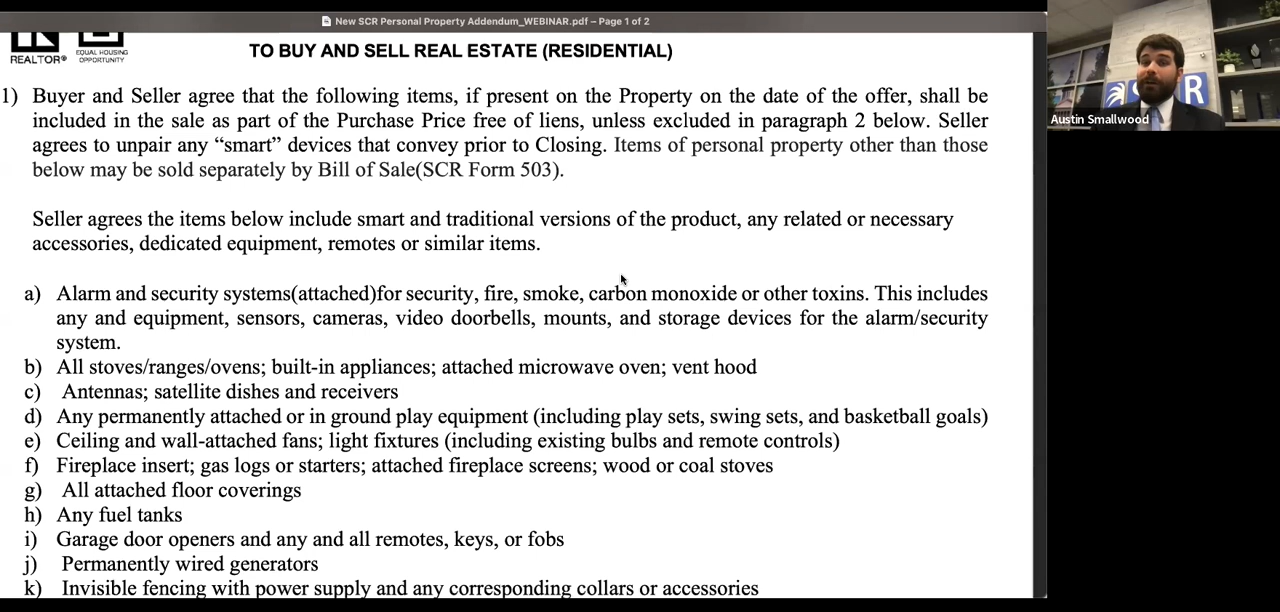 New SCR Personal Property Addendum_WEBINAR.pdf – Page 1 of 2
REALTOR®
EQUAL HOUSING
OPPORTUNITY
TO BUY AND SELL REAL ESTATE (RESIDENTIAL)
1) Buyer and Seller agree that the following items, if present on the Property on the date of the offer, shall be
included in the sale as part of the Purchase Price free of liens, unless excluded in paragraph 2 below. Seller
agrees to unpair any “smart” devices that convey prior to Closing. Items of personal property other than those
below may be sold separately by Bill of Sale(SCR Form 503).
Seller agrees the items below include smart and traditional versions of the product, any related or necessary
accessories, dedicated equipment, remotes or similar items.
a) Alarm and security systems(attached)for security, fire, smoke, carbon monoxide or other toxins. This includes
any and equipment, sensors, cameras, video doorbells, mounts, and storage devices for the alarm/security
system.
b) All stoves/ranges/ovens; built-in appliances; attached microwave oven; vent hood
c) Antennas; satellite dishes and receivers
d) Any permanently attached or in ground play equipment (including play sets, swing sets, and basketball goals)
e) Ceiling and wall-attached fans; light fixtures (including existing bulbs and remote controls)
f) Fireplace insert; gas logs or starters; attached fireplace screens; wood or coal stoves
g) All attached floor coverings
h) Any fuel tanks
i) Garage door openers and any and all remotes, keys, or fobs
j) Permanently wired generators
k) Invisible fencing with power supply and any corresponding collars or accessories
Austin Smallwood